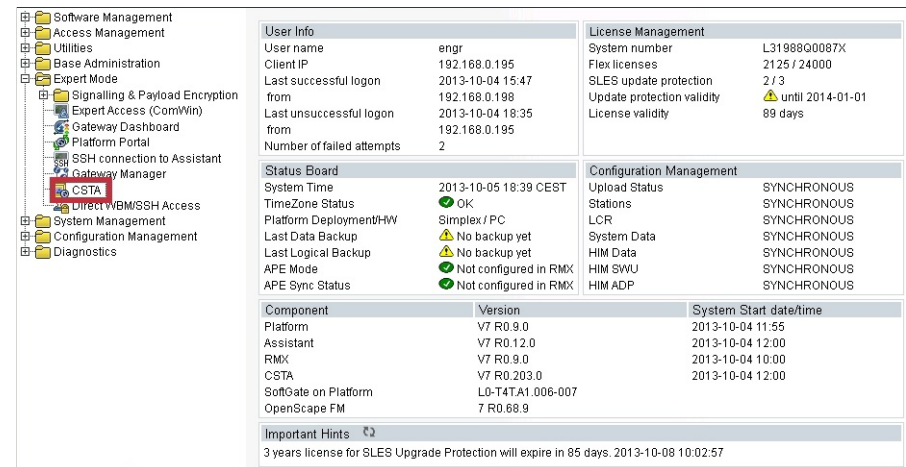 Software Management
Access Management
Utilities
Base Administration
Expert Mode
Signalling & Payload Encryption
Expert Access (ComWin)
Gateway Dashboard
Platform Portal
SSH connection to Assistant
Gateway Manager
CSTA
Direct WBM/SSH Access
System Management
Configuration Management
Diagnostics
User Info
User name engr
Client IP 192.168.0.195
Last successful logon 2013-10-04 15:47
from 192.168.0.198
Last unsuccessful logon 2013-10-04 18:35
from 192.168.0.195
Number of failed attempts 2
License Management
System number L31988Q0087X
Flex licenses 2125 / 24000
SLES update protection 2 / 3
Update protection validity until 2014-01-01
License validity 89 days
Status Board
System Time 2013-10-05 18:39 CEST
TimeZone Status OK
Platform Deployment/HW Simplex / PC
Last Data Backup No backup yet
Last Logical Backup No backup yet
APE Mode Not configured in RMX
APE Sync Status Not configured in RMX
Configuration Management
Upload Status SYNCHRONOUS
Stations SYNCHRONOUS
LCR SYNCHRONOUS
System Data SYNCHRONOUS
HIM Data SYNCHRONOUS
HIM SWU SYNCHRONOUS
HIM ADP SYNCHRONOUS
Component Version System Start date/time
Platform V7 R0.9.0 2013-10-04 11:55
Assistant V7 R0.12.0 2013-10-04 12:00
RMX V7 R0.9.0 2013-10-04 10:00
CSTA V7 R0.203.0 2013-10-04 12:00
SoftGate on Platform L0-T4T.A1.006-007
OpenScape FM 7 R0.68.9
Important Hints
3 years license for SLES Upgrade Protection will expire in 85 days. 2013-10-08 10:02:57